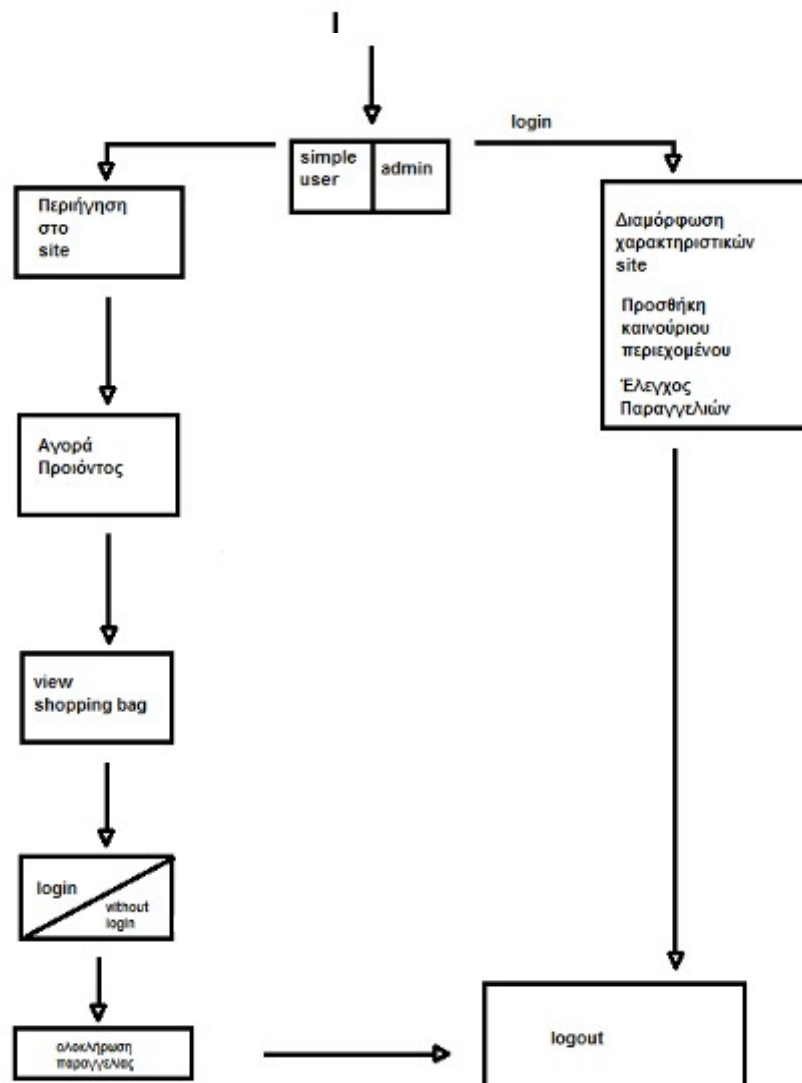 I
login
simple
user
admin
Περιήγηση
στο
site
Διαμόρφωση
χαρακτηριστικών
site
Προσθήκη
καινούριου
περιεχομένου
Έλεγχος
Παραγγελιών
Αγορά
Προιόντος
view
shopping bag
login
without
login
ολοκλήρωση
παραγγελιας
logout